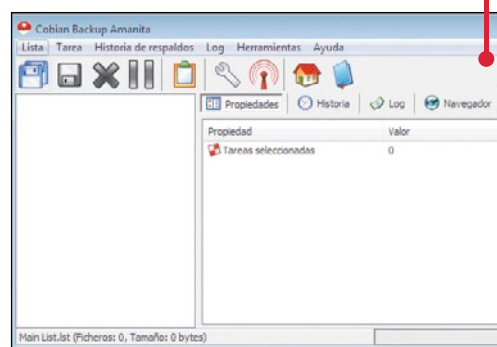 Cobian Backup Amanita
Lista Tarea Historia de respaldos Log Herramientas Ayuda
Propiedades Historia Log Navegador
Propiedad Valor
Tareas seleccionadas 0
Main List.lst (Ficheros: 0, Tamaño: 0 bytes)